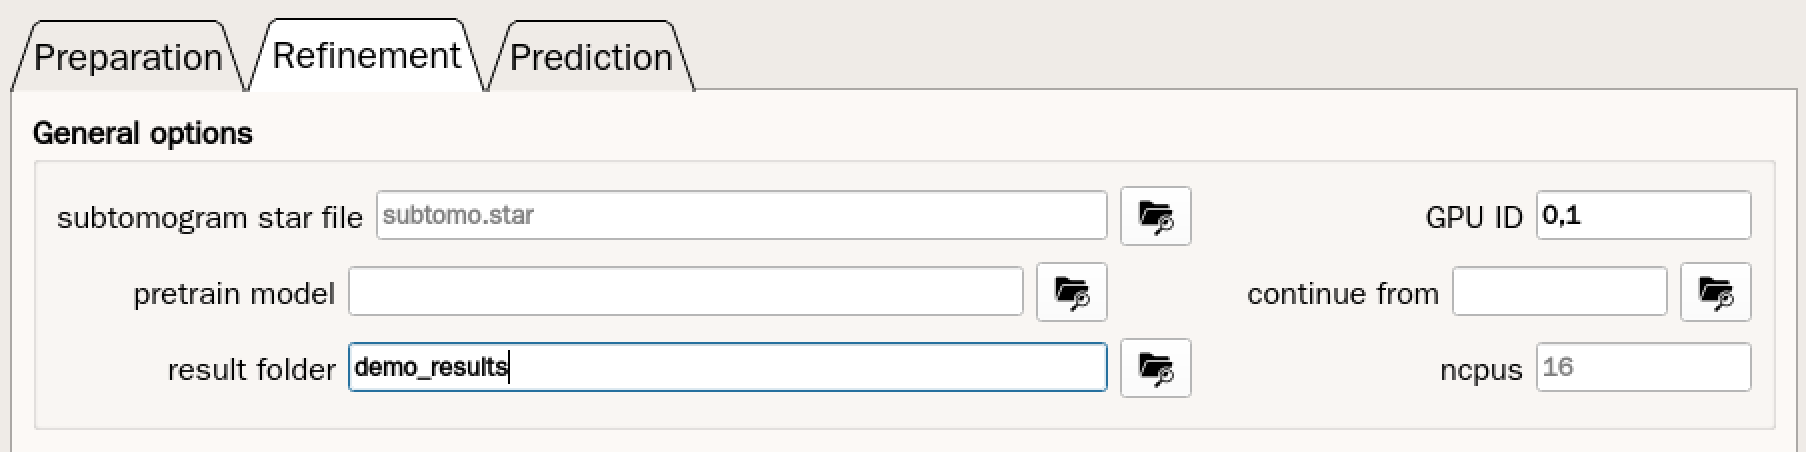 Preparation Refinement Prediction
General options
subtomogram star file subtomo.star GPU ID 0,1
pretrain model continue from
result folder demo_results ncpus 16